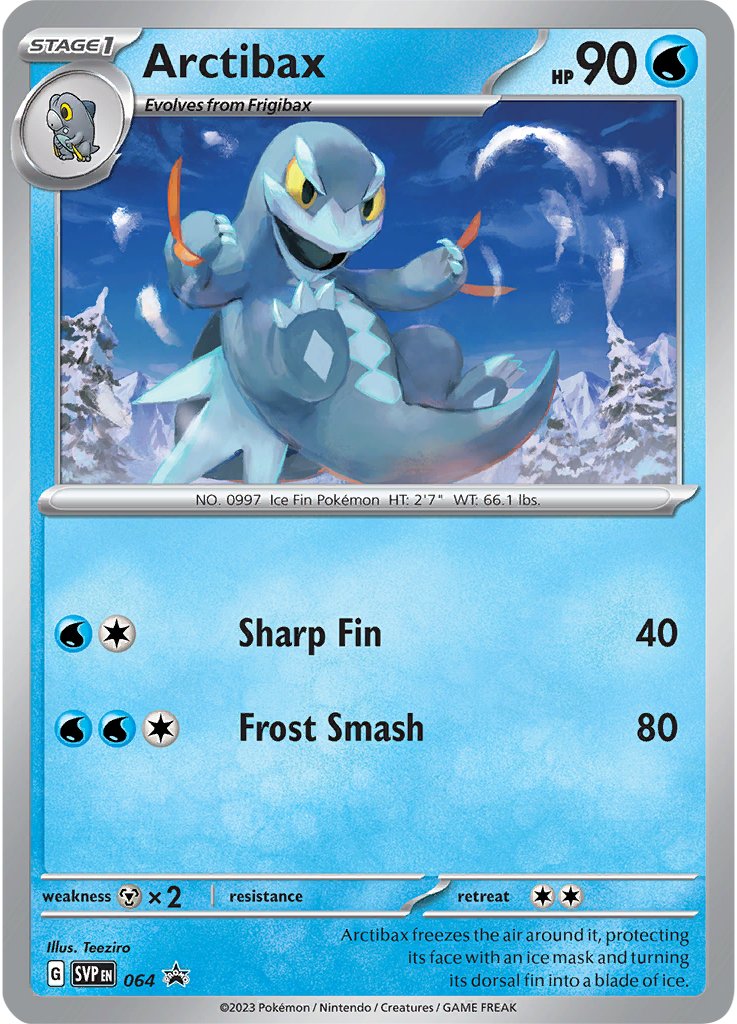 STAGE1
Arctibax
HP 90
Evolves from Frigibax
NO. 0997 Ice Fin Pokémon HT: 2'7" WT: 66.1 lbs.
Sharp Fin 40
Frost Smash 80
weakness ×2 resistance retreat
Illus. Teeziro
Arctibax freezes the air around it, protecting
its face with an ice mask and turning
its dorsal fin into a blade of ice.
G SVP EN 064 PROMO
©2023 Pokémon / Nintendo / Creatures / GAME FREAK